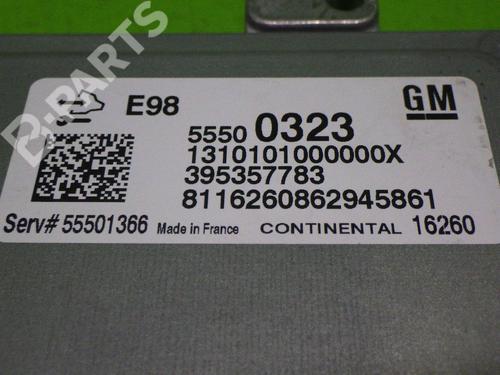 B-PARTS
E98
GM
5550 0323
1310101000000X
395357783
8116260862945861
Serv# 55501366 Made in France CONTINENTAL 16260